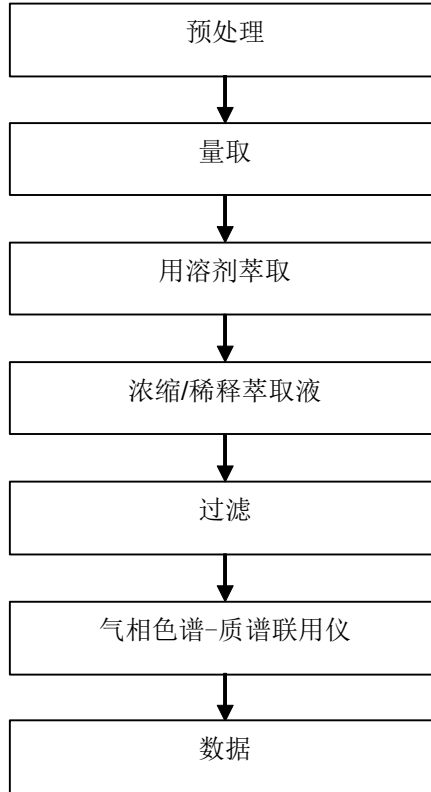 预处理
量取
用溶剂萃取
浓缩/稀释萃取液
过滤
气相色谱-质谱联用仪
数据